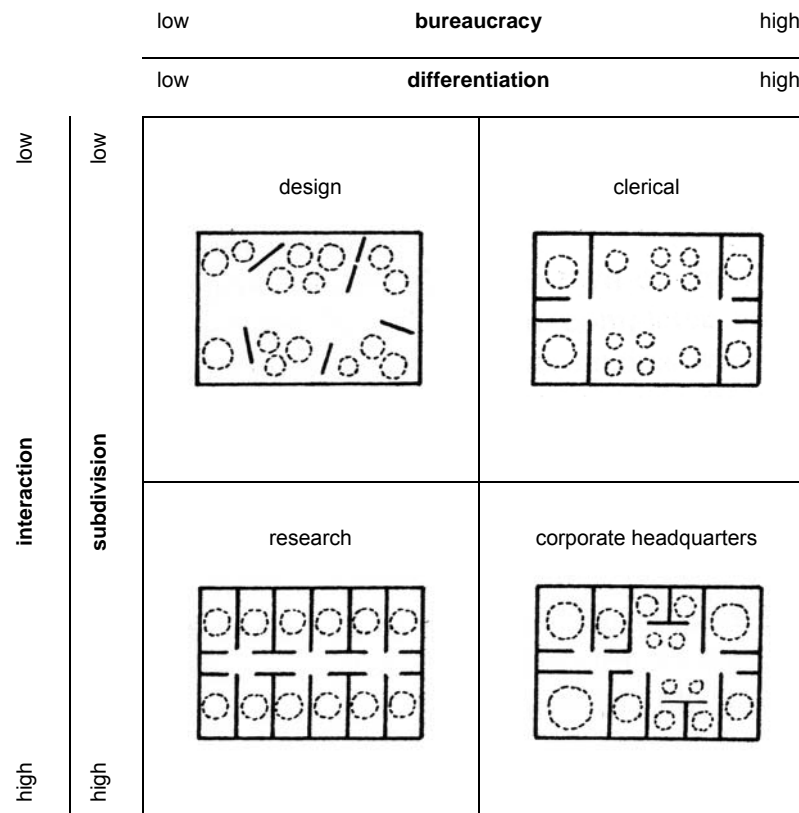 low bureaucracy high
low differentiation high
low low
design clerical
interaction subdivision
research corporate headquarters
high high